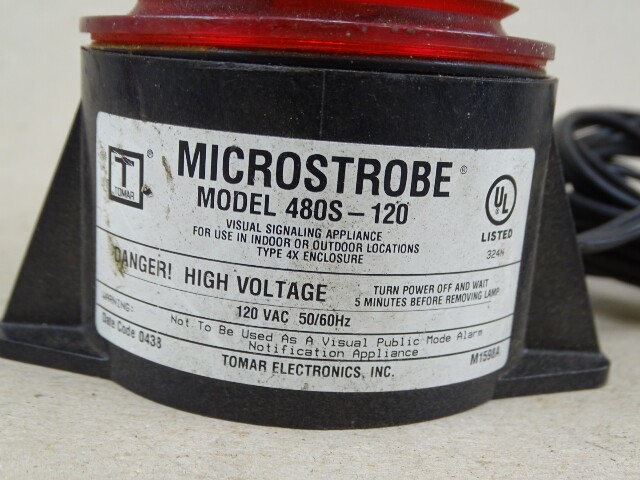 T ®
TOMAR
MICROSTROBE®
MODEL 480S-120
VISUAL SIGNALING APPLIANCE
FOR USE IN INDOOR OR OUTDOOR LOCATIONS
TYPE 4X ENCLOSURE
UL ®
LISTED
324H
DANGER! HIGH VOLTAGE
TURN POWER OFF AND WAIT
5 MINUTES BEFORE REMOVING LAMP
120 VAC 50/60Hz
WARNING:
Not To Be Used As A Visual Public Mode Alarm
Notification Appliance
Date Code 0438
M1598A
TOMAR ELECTRONICS, INC.